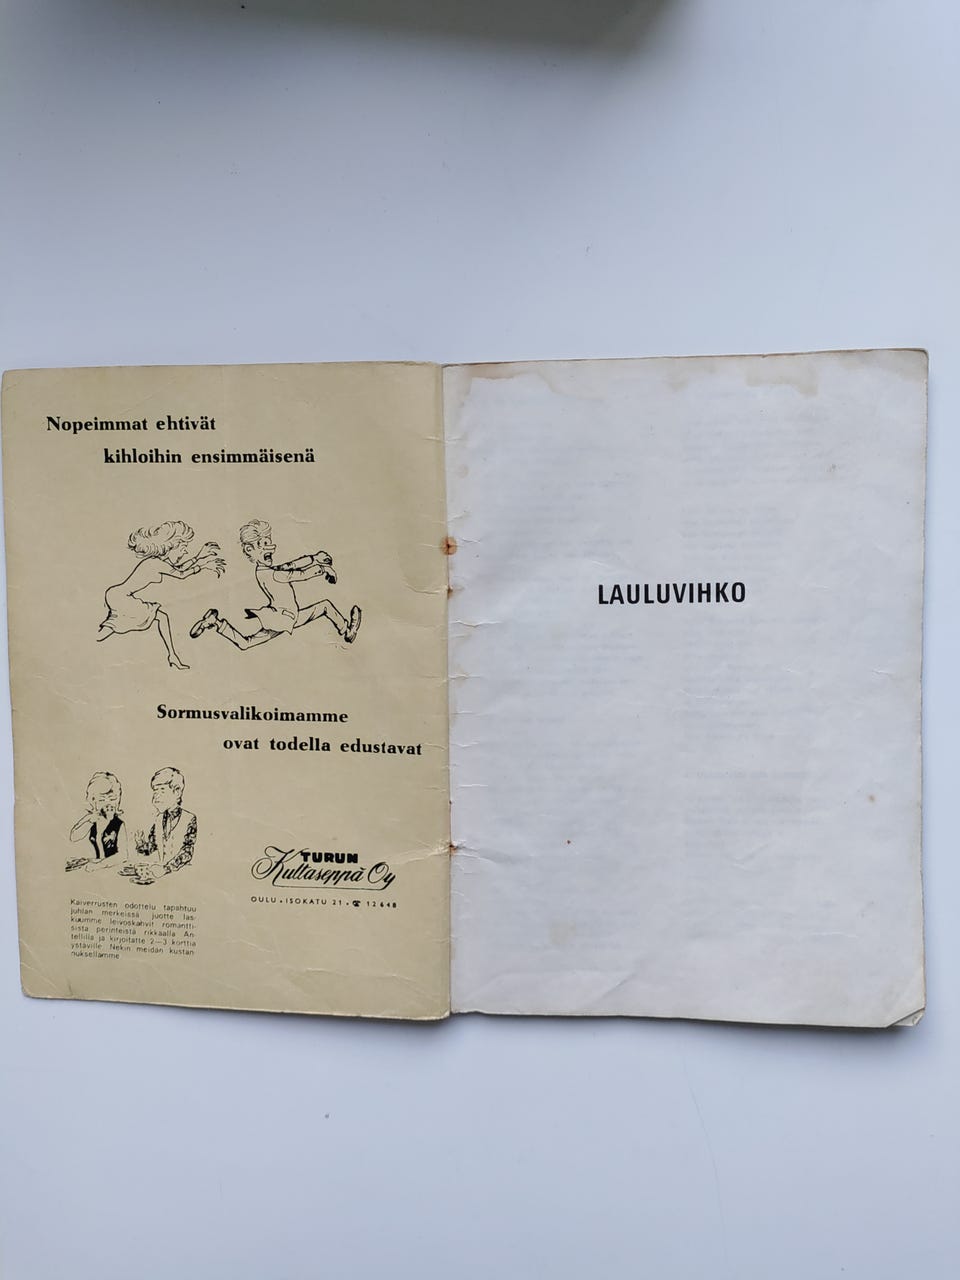 Nopeimmat ehtivät
kihloihin ensimmäisenä
Sormusvalikoimamme
ovat todella edustavat
TURUN
Kultaseppä Oy
OULU • ISOKATU 21 • ☎ 12 648
Kaiverrusten odottelu tapahtuu
juhlan merkeissä juotte las-
kuumme leivoskahvit romantti-
sista perinteistä rikkaalla An-
tellilla ja kirjoitatte 2—3 korttia
ystäville Nekin meidän kustan
nuksellamme
LAULUVIHKO